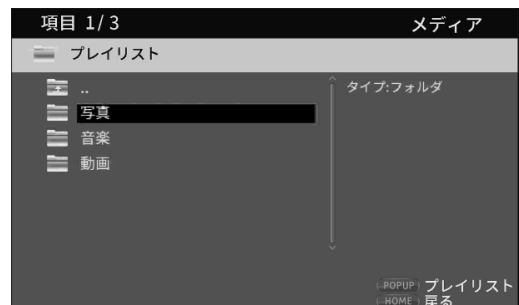 項目 1/3
メディア
プレイリスト
..
タイプ:フォルダ
写真
音楽
動画
POPUP プレイリスト
HOME 戻る